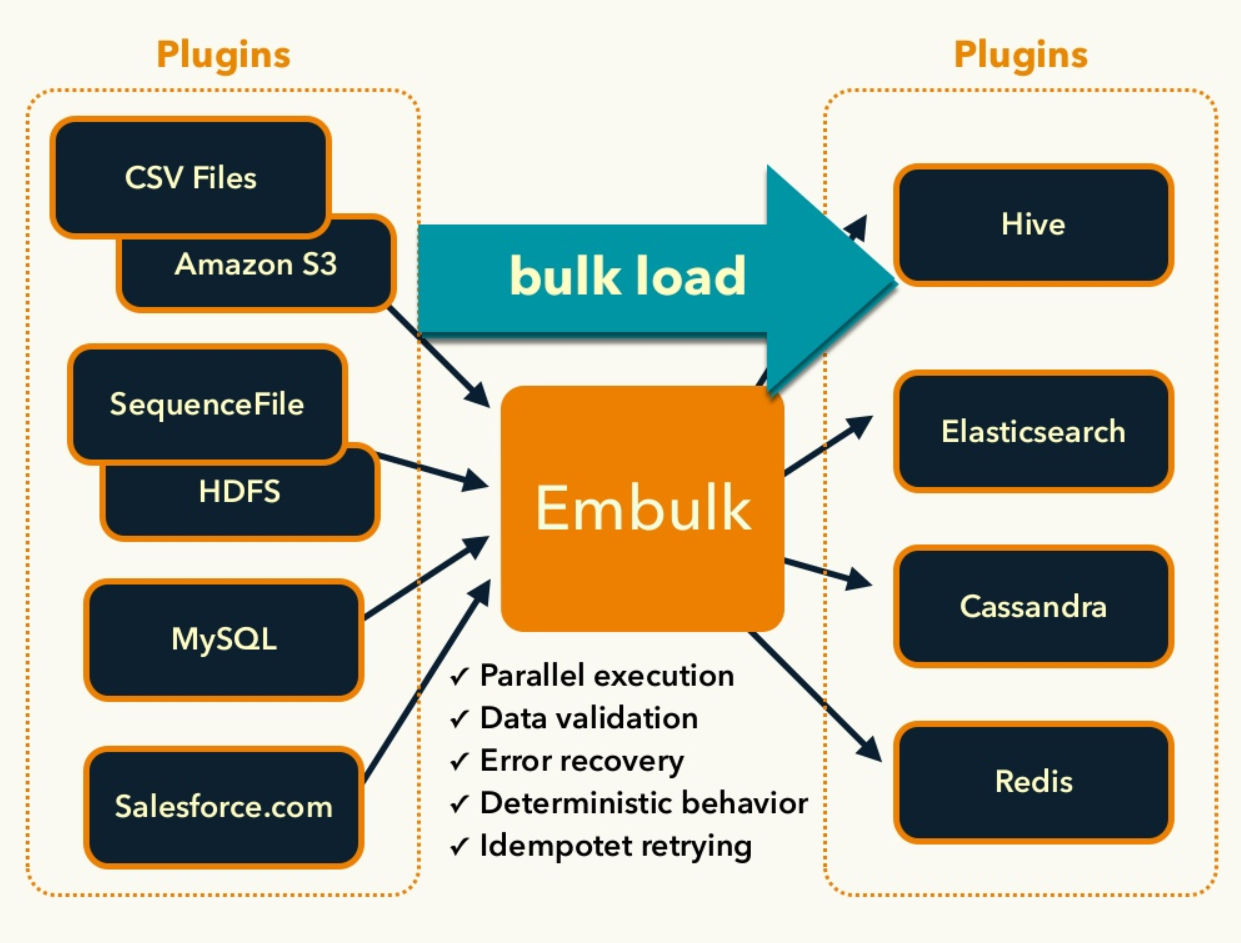 Plugins
CSV Files
Amazon S3
SequenceFile
HDFS
MySQL
Salesforce.com
bulk load
Embulk
✓ Parallel execution
✓ Data validation
✓ Error recovery
✓ Deterministic behavior
✓ Idempotet retrying
Plugins
Hive
Elasticsearch
Cassandra
Redis